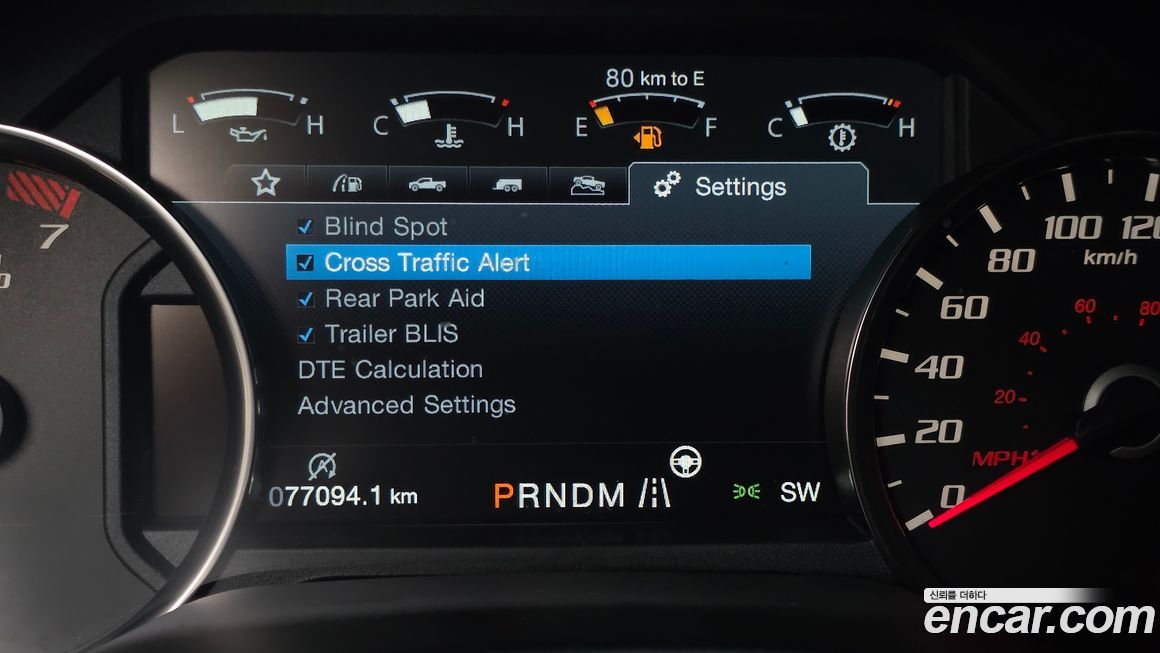 80 km to E
L H C H E F C H
Settings
Blind Spot
Cross Traffic Alert
Rear Park Aid
Trailer BLIS
DTE Calculation
Advanced Settings
077094.1 km
PRNDM
SW
7
%
0 20 40 60 80 100 120
km/h
20 40 60 80
MPH
신뢰를 더하다
encar.com